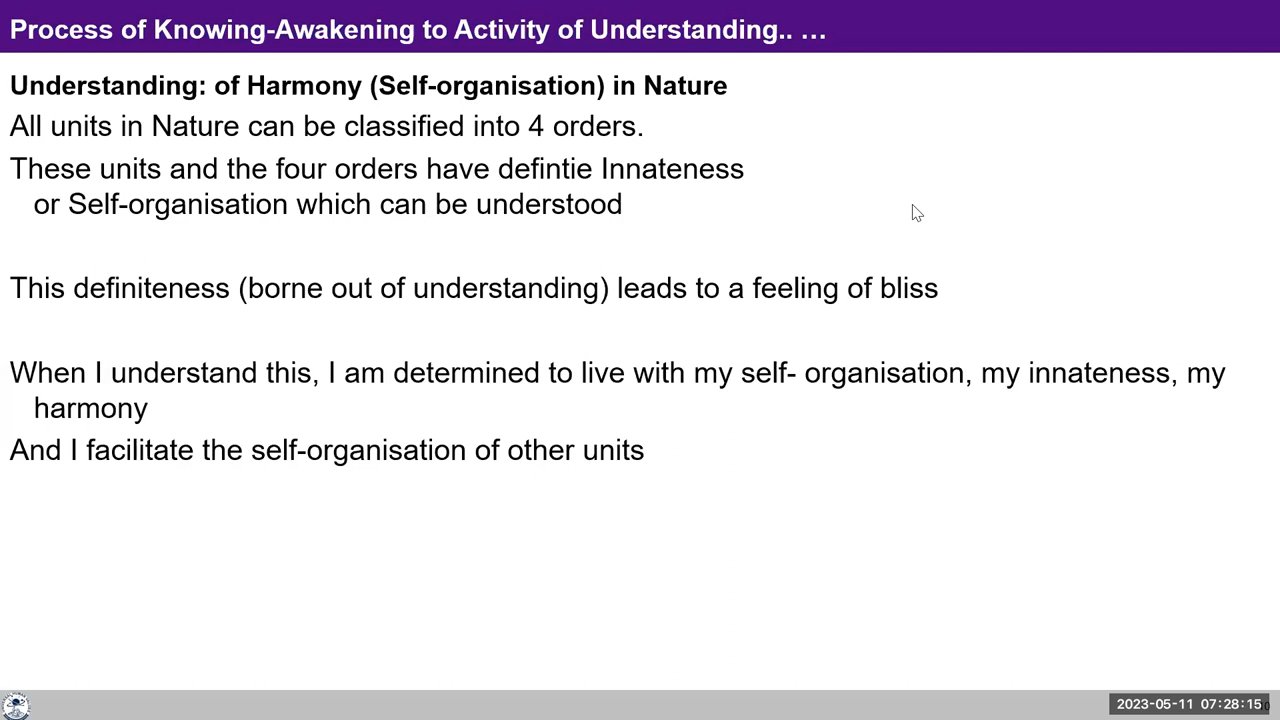 Process of Knowing-Awakening to Activity of Understanding.. …
Understanding: of Harmony (Self-organisation) in Nature
All units in Nature can be classified into 4 orders.
These units and the four orders have defintie Innateness
or Self-organisation which can be understood
This definiteness (borne out of understanding) leads to a feeling of bliss
When I understand this, I am determined to live with my self- organisation, my innateness, my
harmony
And I facilitate the self-organisation of other units
2023-05-11 07:28:15